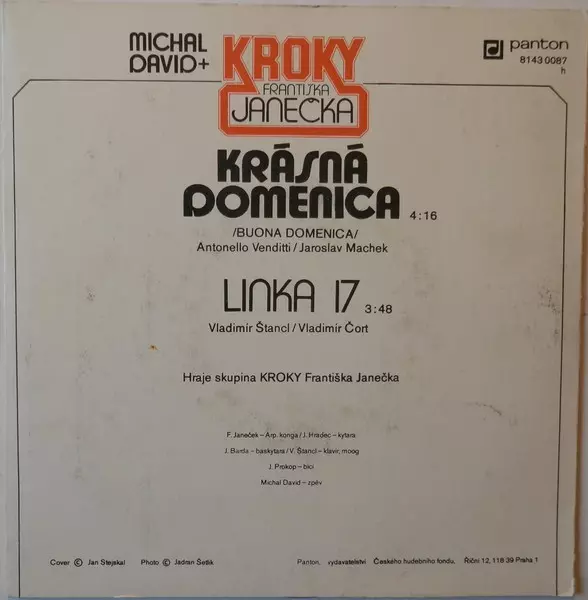 MICHAL
DAVID+
KROKY
FRANTIŠKA
JANEČKA
panton
8143 0087
h
KRÁSNÁ
DOMENICA 4:16
/BUONA DOMENICA/
Antonello Venditti / Jaroslav Machek
LINKA 17 3:48
Vladimír Štancl / Vladimír Čort
Hraje skupina KROKY Františka Janečka
F. Janeček – Arp. konga / J. Hradec – kytara
J. Barda – baskytara / V. Štancl – klavír, moog
J. Prokop – bicí
Michal David – zpěv
Cover © Jan Stejskal Photo © Jadran Šetlík Panton, vydavatelství Českého hudebního fondu, Říční 12, 118 39 Praha 1